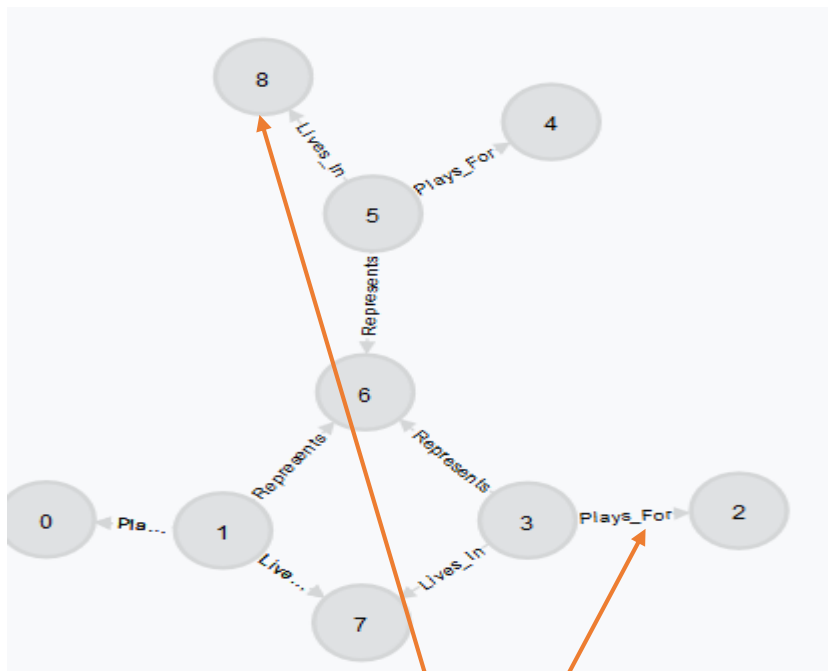 8
4
Lives_In
Plays_For
5
Represents
6
Represents
Represents
0
Pla...
1
3
Plays_For
2
Live...
Lives_In
7